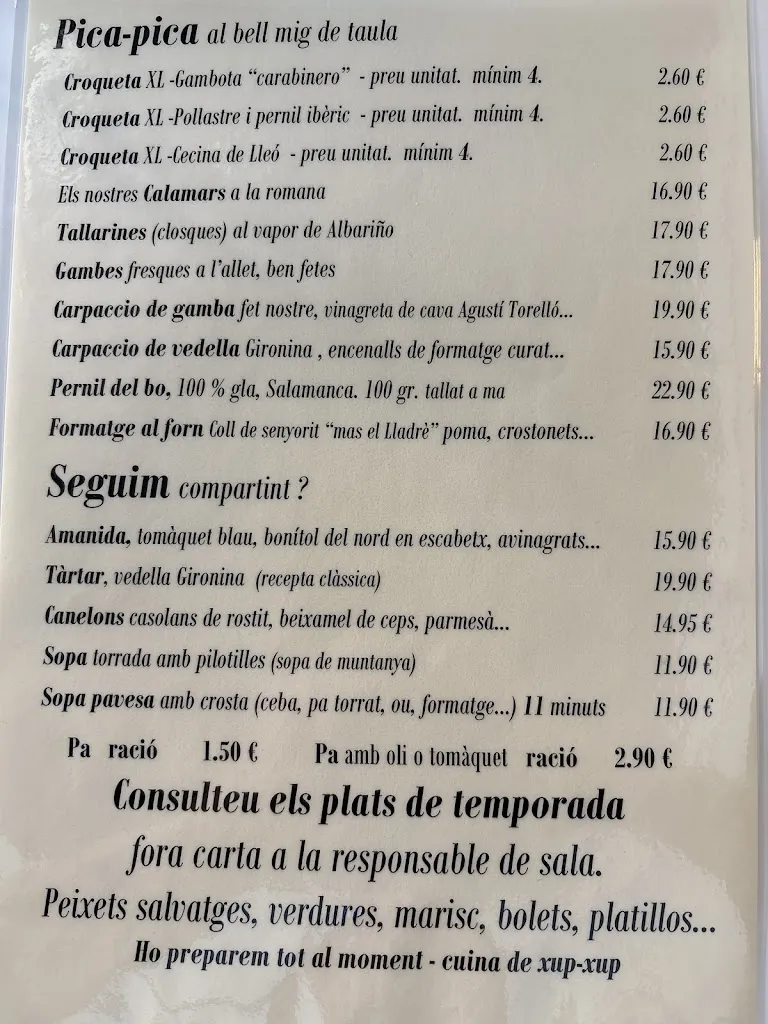 Pica-pica al bell mig de taula
Croqueta XL -Gambota “carabinero” - preu unitat. mínim 4. 2.60 €
Croqueta XL -Pollastre i pernil ibèric - preu unitat. mínim 4. 2.60 €
Croqueta XL -Cecina de Lleó - preu unitat. mínim 4. 2.60 €
Els nostres Calamars a la romana 16.90 €
Tallarines (closques) al vapor de Albariño 17.90 €
Gambes fresques a l'allet, ben fetes 17.90 €
Carpaccio de gamba fet nostre, vinagreta de cava Agustí Torelló... 19.90 €
Carpaccio de vedella Gironina , encenalls de formatge curat... 15.90 €
Pernil del bo, 100 % gla, Salamanca. 100 gr. tallat a ma 22.90 €
Formatge al forn Coll de senyorit “mas el Lladrè” poma, crostonets... 16.90 €
Seguim compartint ?
Amanida, tomàquet blau, bonítol del nord en escabetx, avinagrats... 15.90 €
Tàrtar, vedella Gironina (recepta clàssica) 19.90 €
Canelons casolans de rostit, beixamel de ceps, parmesà... 14.95 €
Sopa torrada amb pilotilles (sopa de muntanya) 11.90 €
Sopa pavesa amb crosta (ceba, pa torrat, ou, formatge...) 11 minuts 11.90 €
Pa ració 1.50 € Pa amb oli o tomàquet ració 2.90 €
Consulteu els plats de temporada
fora carta a la responsable de sala.
Peixets salvatges, verdures, marisc, bolets, platillos...
Ho preparem tot al moment - cuina de xup-xup